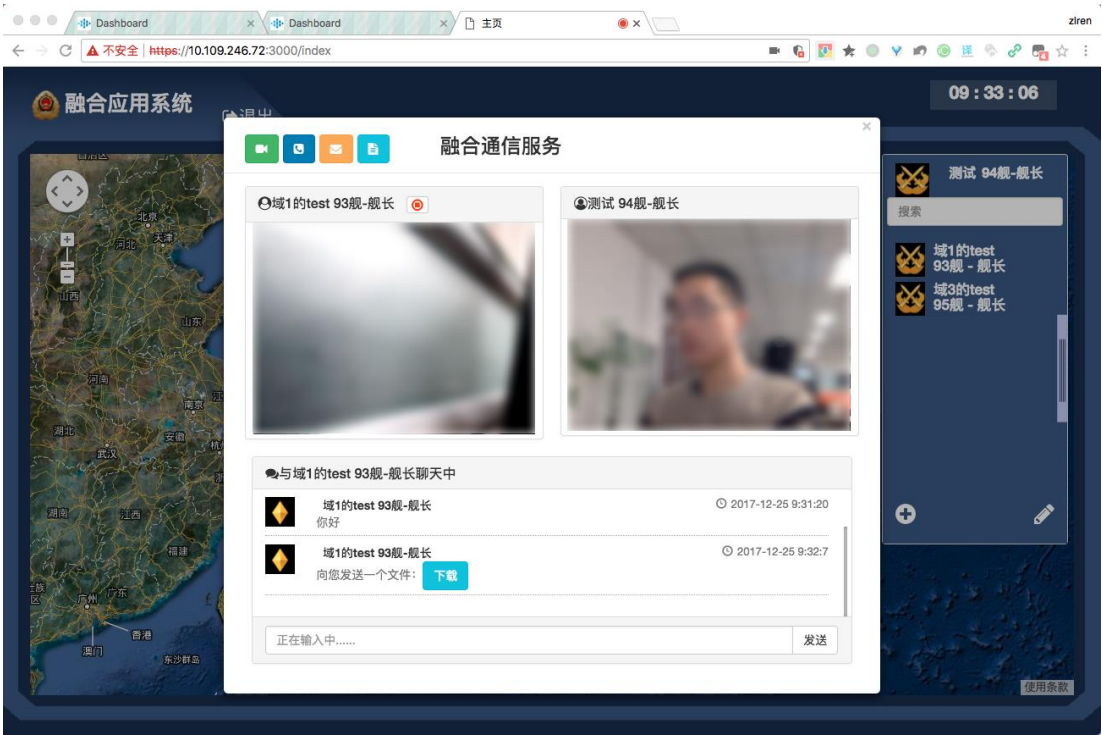 Dashboard
Dashboard
主页
ziren
不安全 | https://10.109.246.72:3000/index
融合应用系统
退出
09 : 33 : 06
融合通信服务
×
域1的test 93舰-舰长
测试 94舰-舰长
测试 94舰-舰长
搜索
域1的test
93舰 - 舰长
域3的test
95舰 - 舰长
北京
天津
河北
山西
山东
河南
南京
江
湖北
安徽
武汉
杭
浙
湖南
江西
福建
族
区
广州
广东
香港
澳门
东沙群岛
与域1的test 93舰-舰长聊天中
域1的test 93舰-舰长
2017-12-25 9:31:20
你好
域1的test 93舰-舰长
2017-12-25 9:32:7
向您发送一个文件：
下载
正在输入中......
发送
使用条款